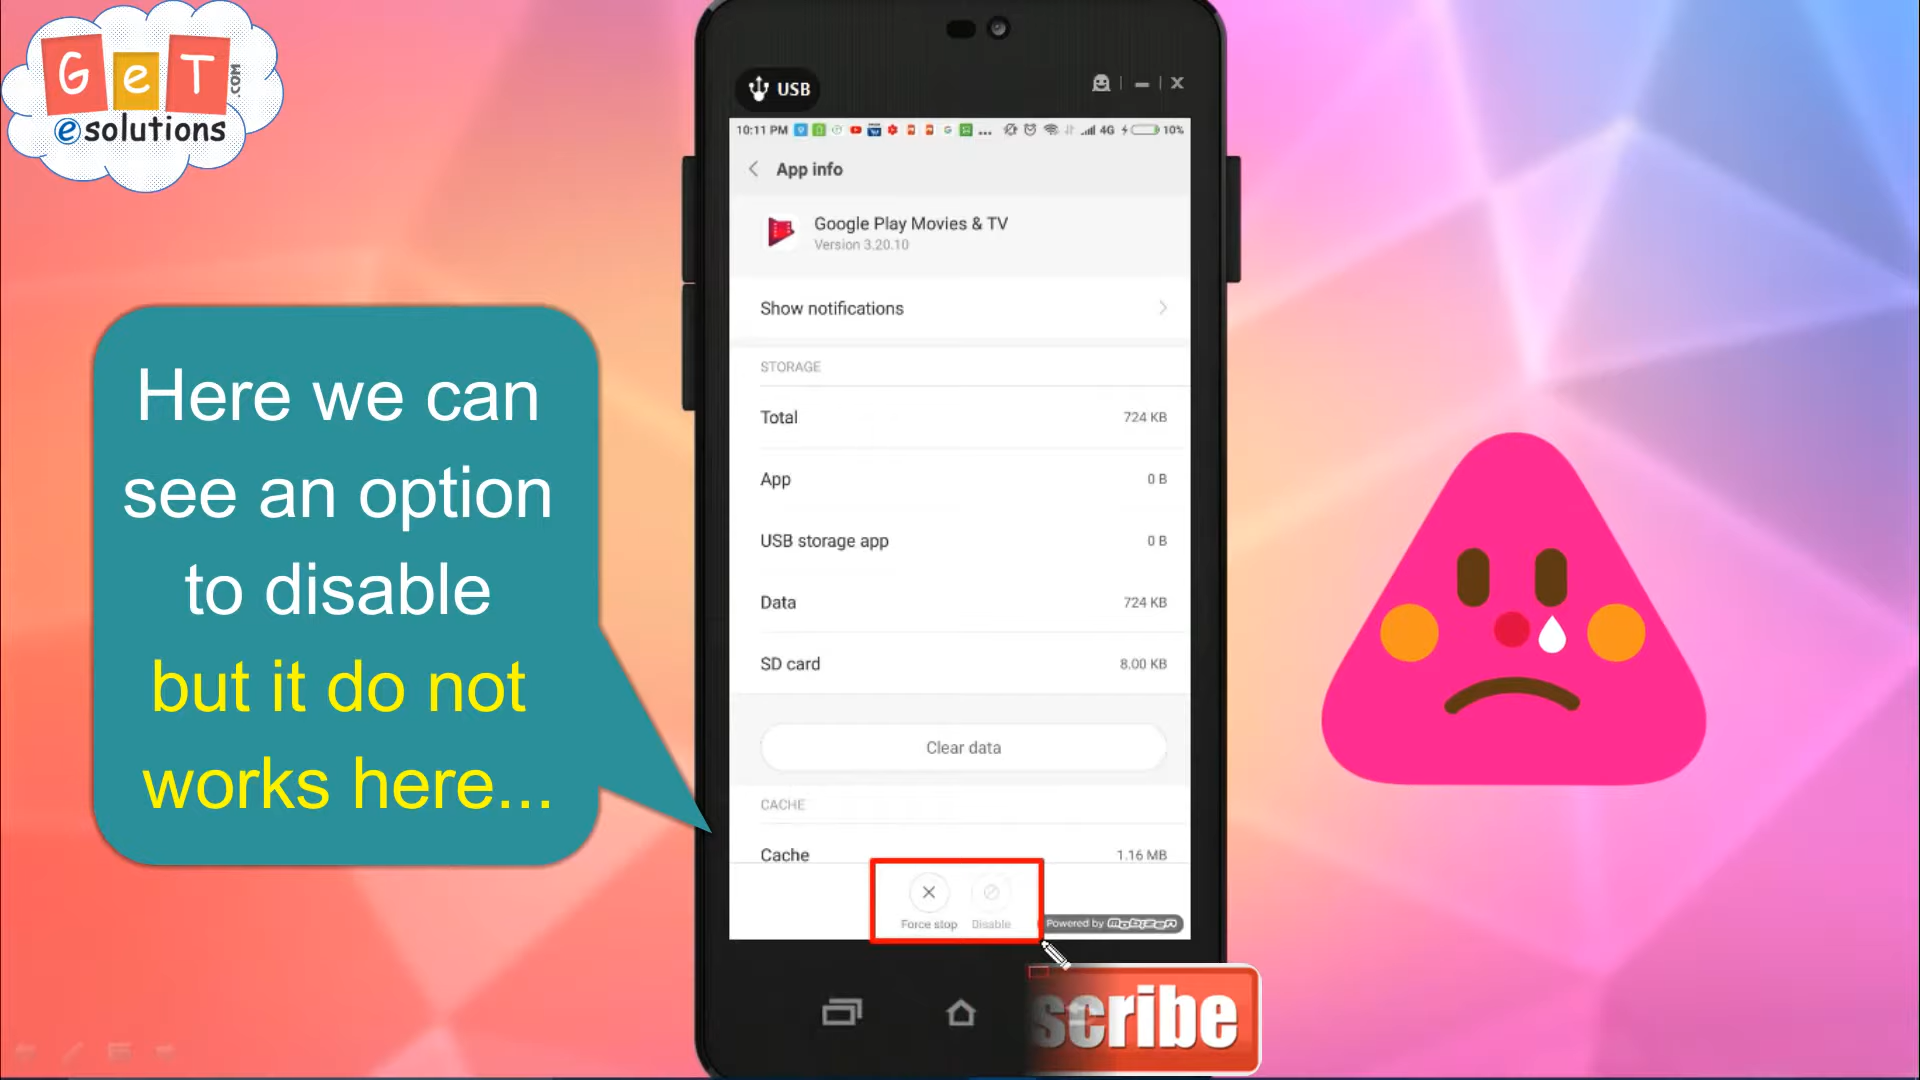 GeT.COM
esolutions
USB
10:11 PM
4G
10%
App info
Google Play Movies & TV
Version 3.20.10
Show notifications
STORAGE
Total
724 KB
App
0 B
USB storage app
0 B
Data
724 KB
SD card
8.00 KB
Clear data
CACHE
Cache
1.16 MB
Force stop
Disable
Powered by mobizen
scribe
Here we can
see an option
to disable
but it do not
works here...